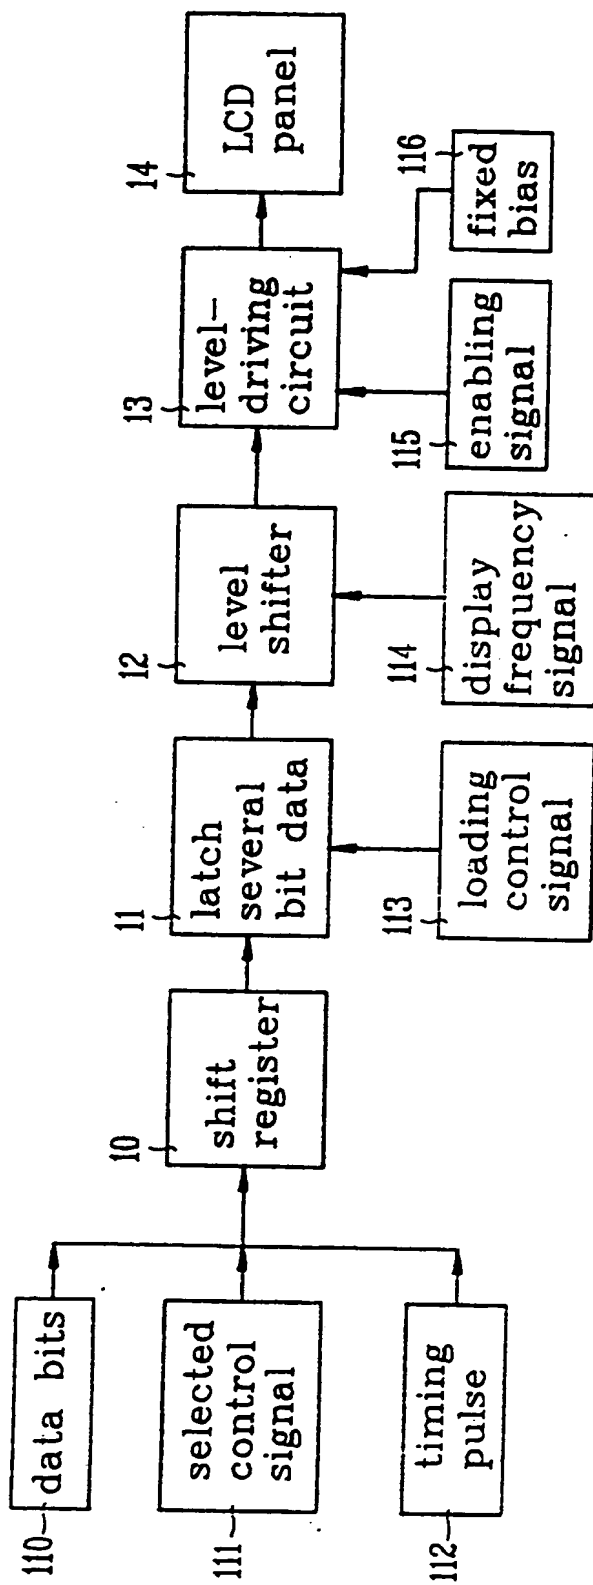 110
data bits
111
selected
control
signal
112
timing
pulse
10
shift
register
11
latch
several
bit data
113
loading
control
signal
12
level
shifter
114
display
frequency
signal
13
level-
driving
circuit
115
enabling
signal
116
fixed
bias
14
LCD
panel